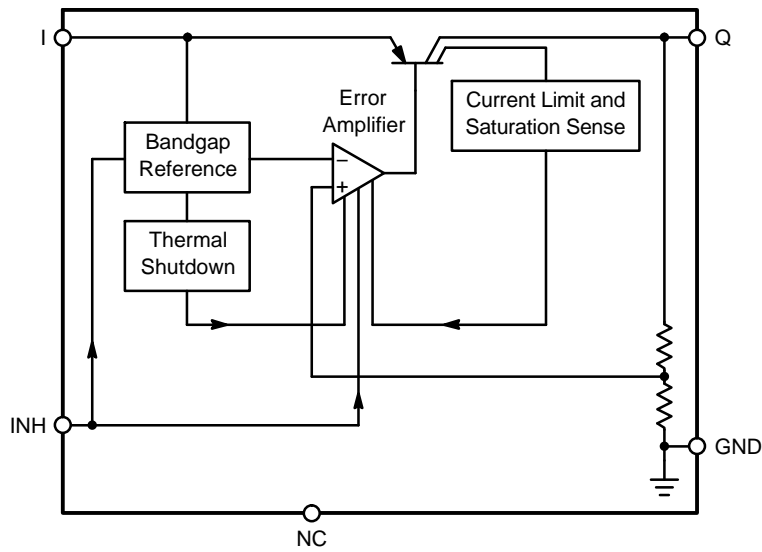 I
Q
Error
Amplifier
Current Limit and
Saturation Sense
Bandgap
Reference
−
+
Thermal
Shutdown
INH
GND
NC